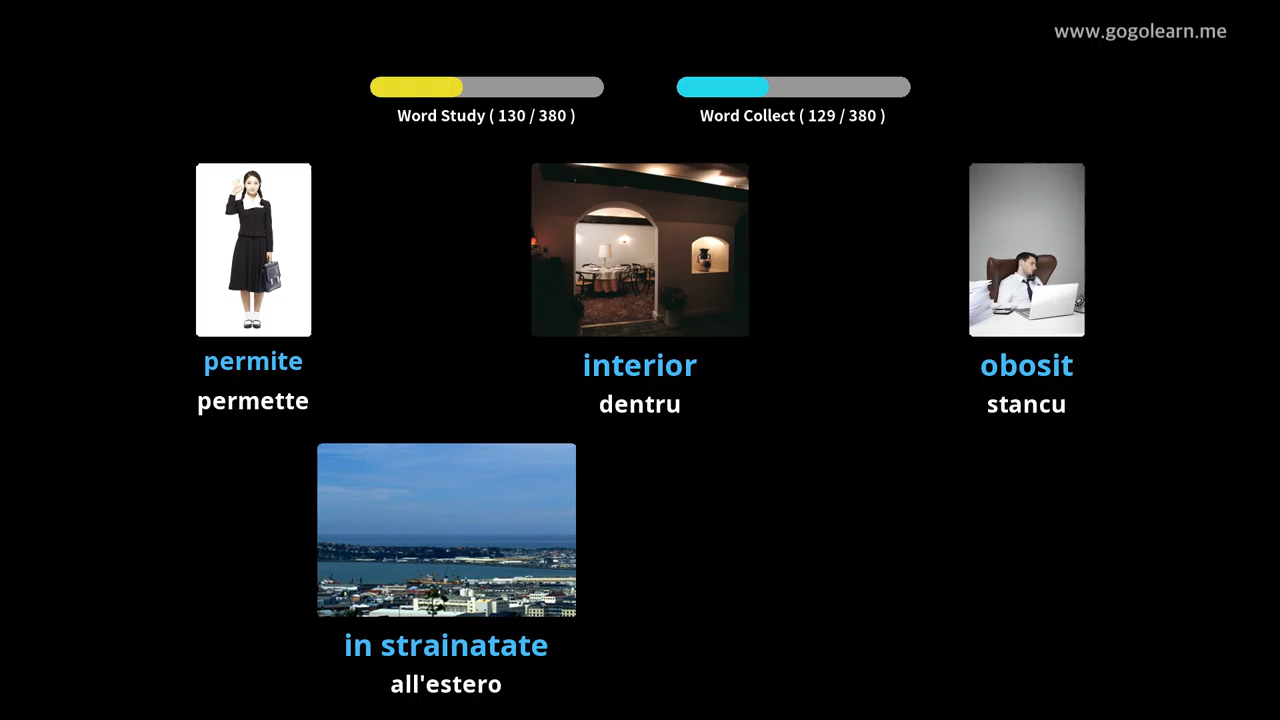 www.gogolearn.me
Word Study ( 130 / 380 )
Word Collect ( 129 / 380 )
permite
permette
interior
dentru
obosit
stancu
in strainatate
all'estero